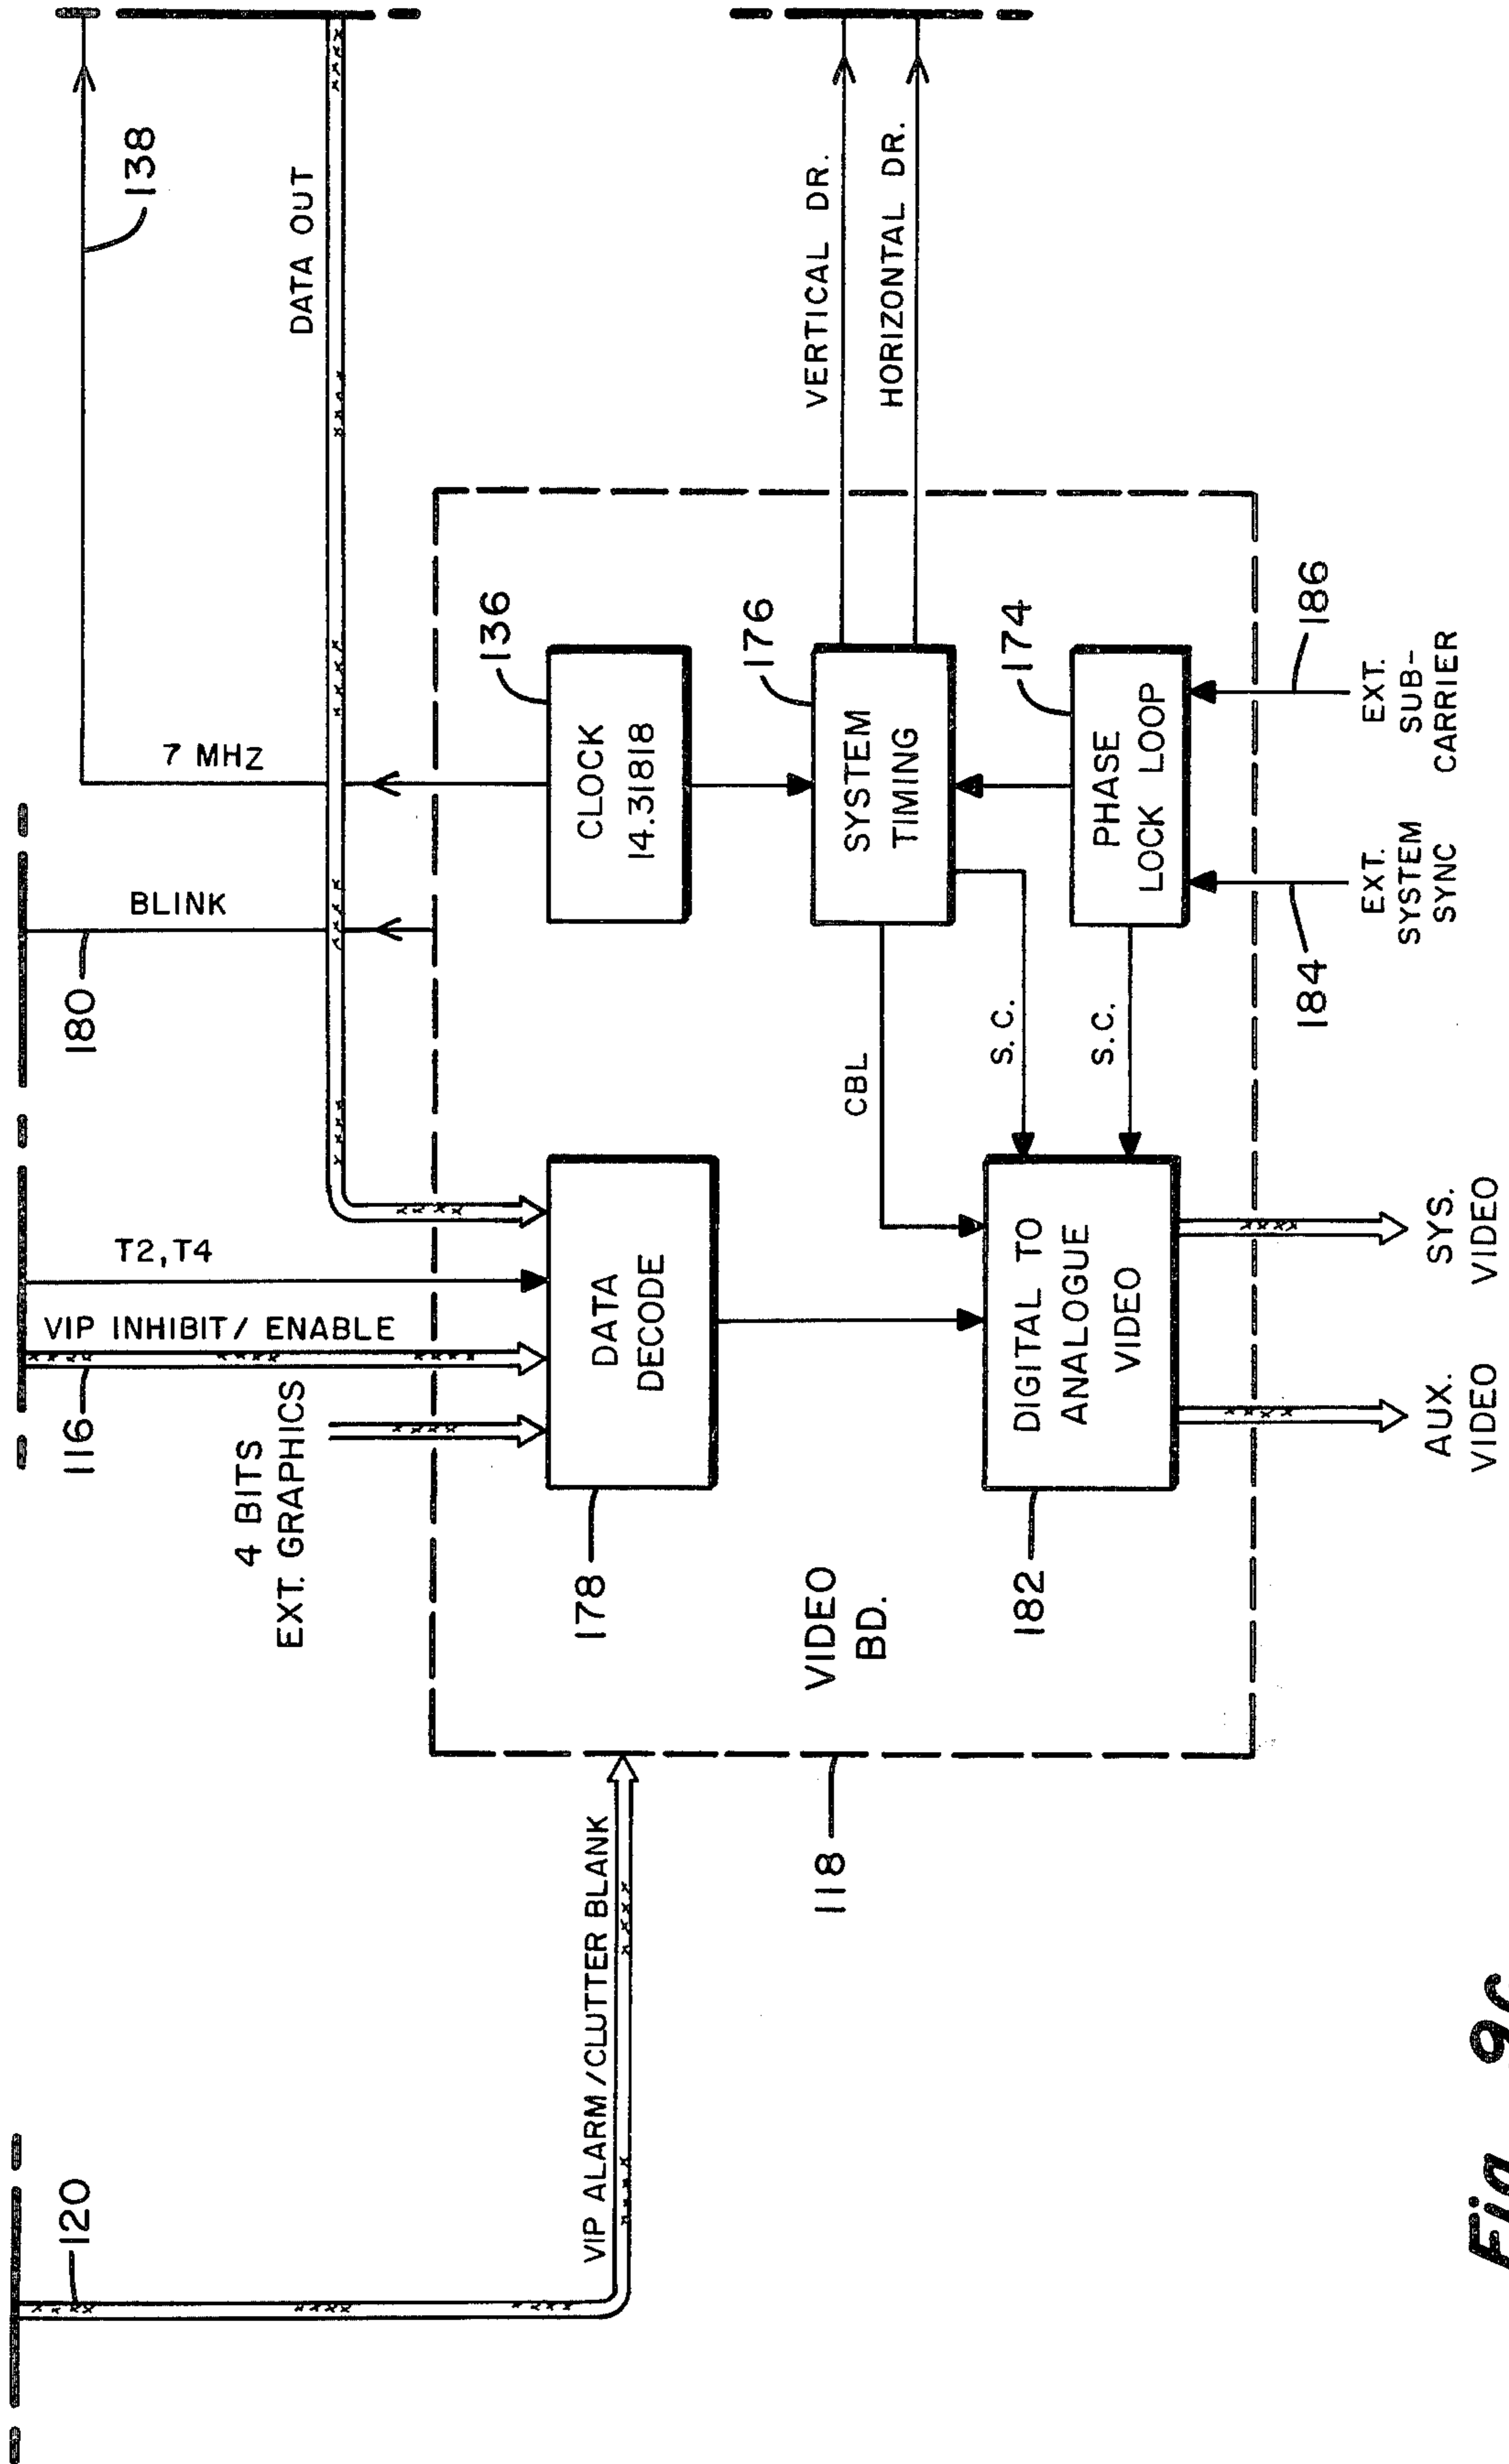 120
VIP ALARM/CLUTTER BLANK
118
116
VIP INHIBIT/ ENABLE
T2,T4
4 BITS
EXT. GRAPHICS
180
BLINK
7 MHZ
138
DATA OUT
178
DATA
DECODE
136
CLOCK
14.31818
VIDEO
BD.
176
SYSTEM
TIMING
VERTICAL DR.
HORIZONTAL DR.
CBL
S.C.
S.C.
182
DIGITAL TO
ANALOGUE
VIDEO
174
PHASE
LOCK LOOP
184
186
AUX.
VIDEO
SYS.
VIDEO
EXT.
SYSTEM
SYNC
EXT.
SUB-
CARRIER
Fig. 9c